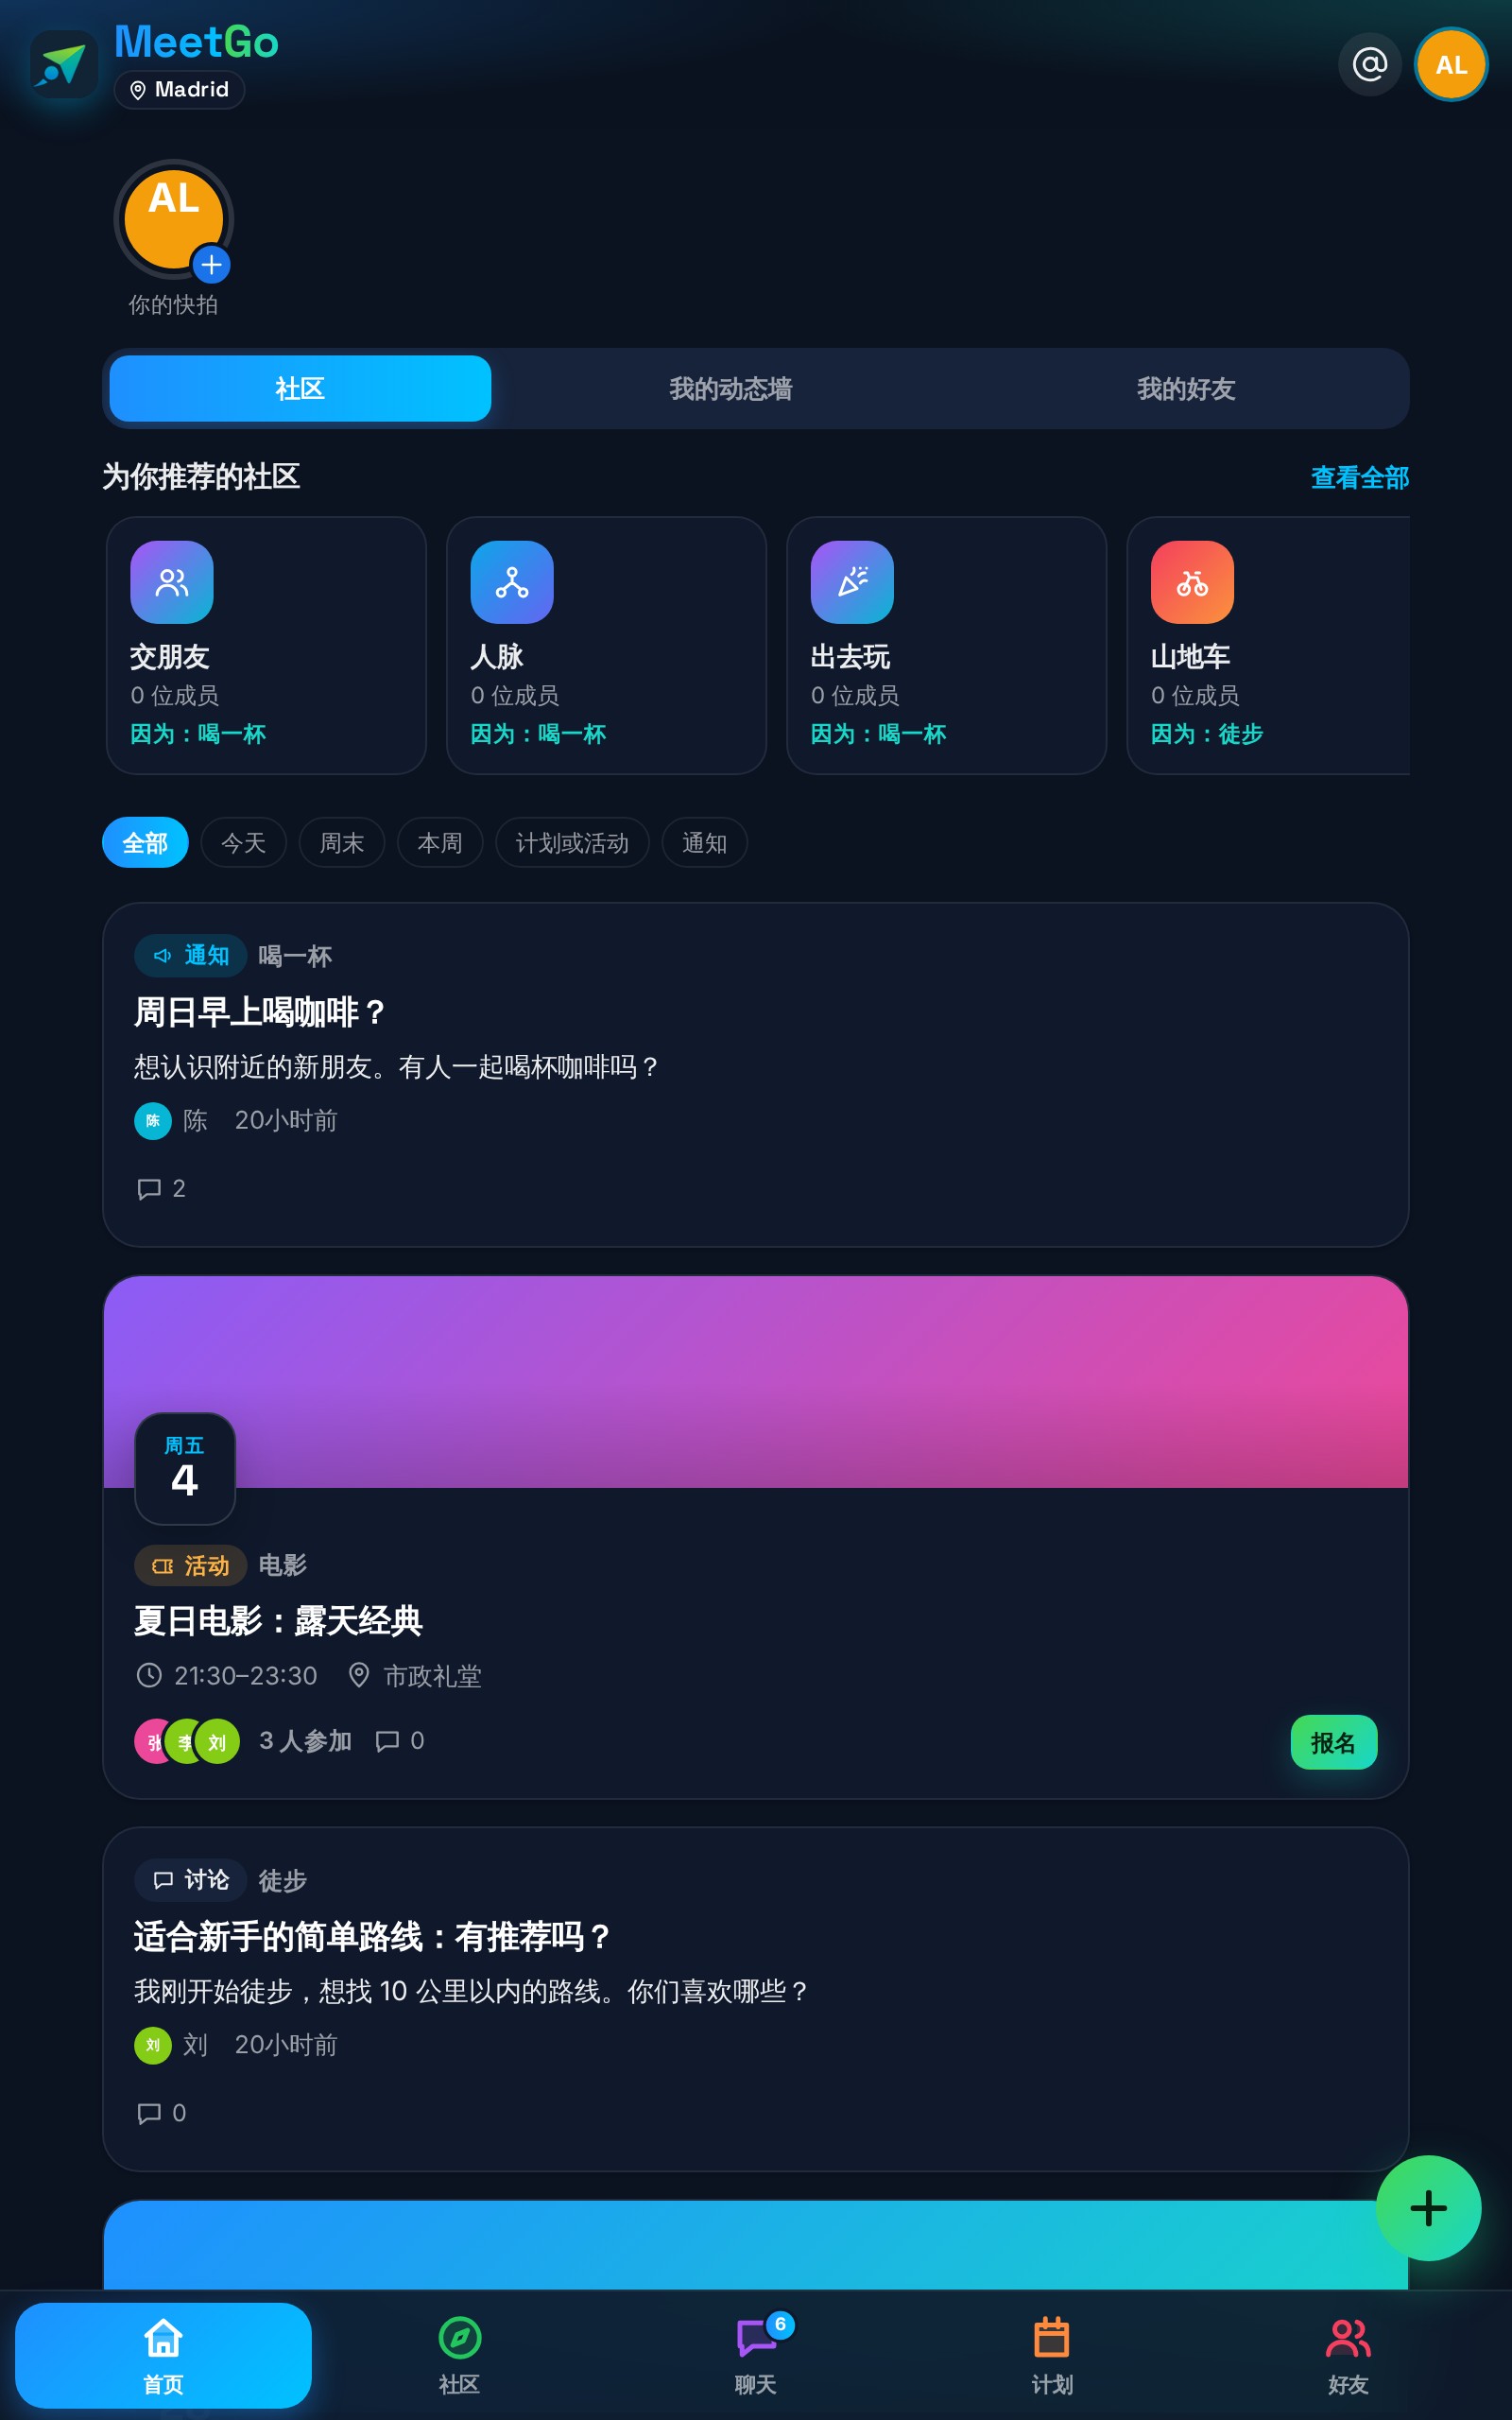 MeetGo
Madrid
AL
AL
你的快拍
社区 我的动态墙 我的好友
为你推荐的社区 查看全部
交朋友 人脉 出去玩 山地车
0 位成员 0 位成员 0 位成员 0 位成员
因为：喝一杯 因为：喝一杯 因为：喝一杯 因为：徒步
全部 今天 周末 本周 计划或活动 通知
通知 喝一杯
周日早上喝咖啡？
想认识附近的新朋友。有人一起喝杯咖啡吗？
陈 陈 20小时前
2
周五
4
活动 电影
夏日电影：露天经典
21:30–23:30 市政礼堂
张 李 刘 3 人参加 0 报名
讨论 徒步
适合新手的简单路线：有推荐吗？
我刚开始徒步，想找 10 公里以内的路线。你们喜欢哪些？
刘 刘 20小时前
0
6
首页 社区 聊天 计划 好友